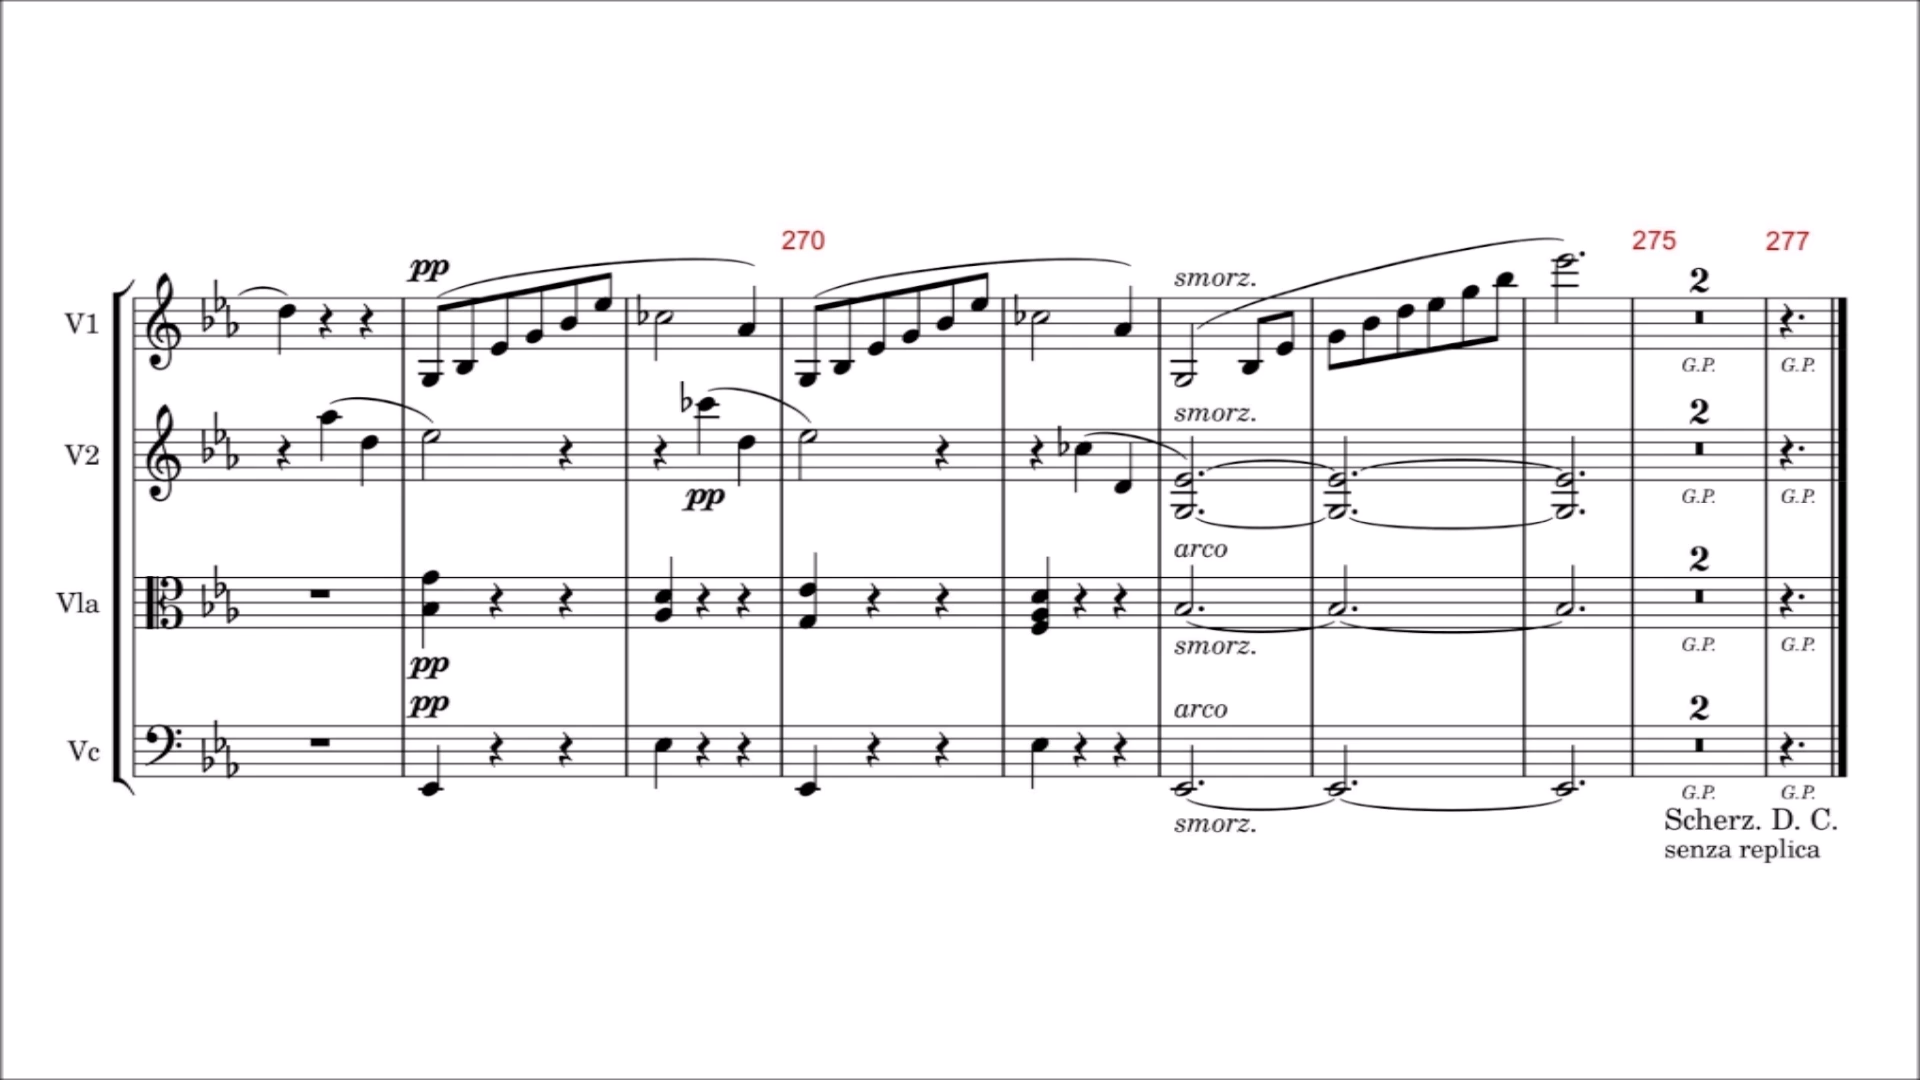 270 275 277
pp smorz. 2
V1
G.P. G.P.
smorz. 2
V2
pp G.P. G.P.
arco 2
Vla
pp smorz. G.P. G.P.
pp arco 2
Vc
G.P. G.P.
smorz. Scherz. D. C.
senza replica